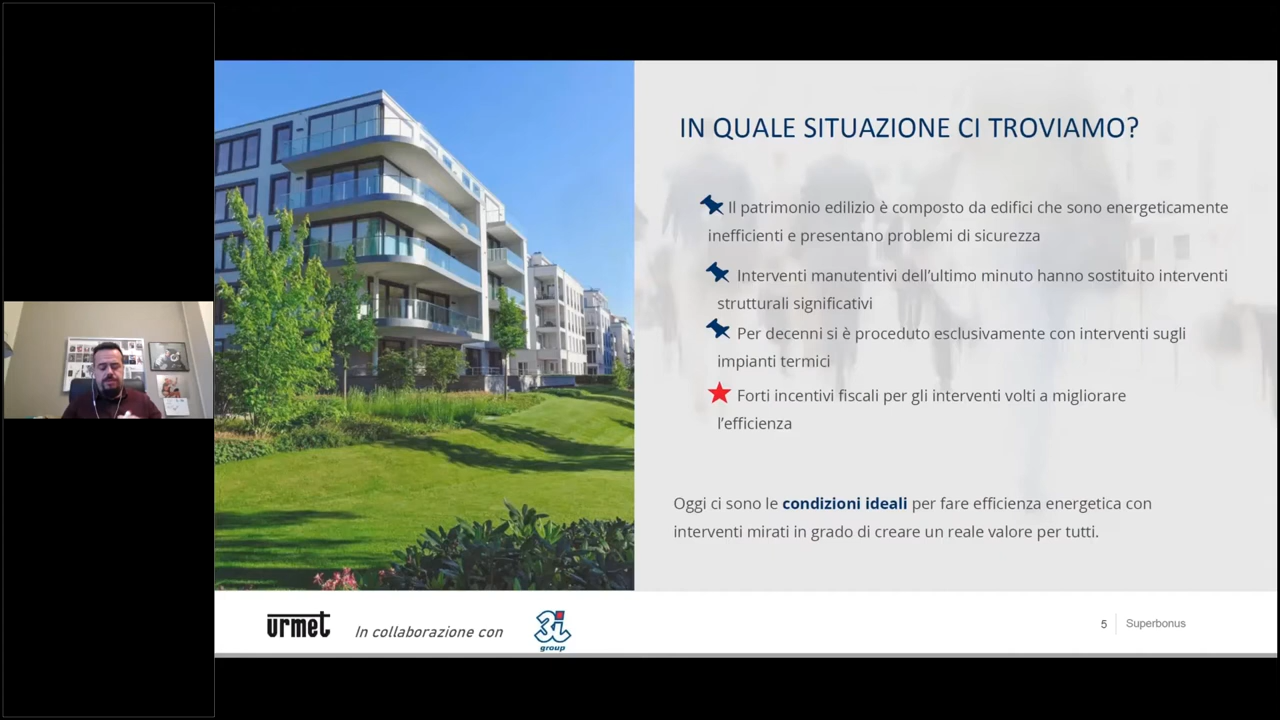 IN QUALE SITUAZIONE CI TROVIAMO?
Il patrimonio edilizio è composto da edifici che sono energeticamente
inefficienti e presentano problemi di sicurezza
Interventi manutentivi dell’ultimo minuto hanno sostituito interventi
strutturali significativi
Per decenni si è proceduto esclusivamente con interventi sugli
impianti termici
Forti incentivi fiscali per gli interventi volti a migliorare
l’efficienza
Oggi ci sono le condizioni ideali per fare efficienza energetica con
interventi mirati in grado di creare un reale valore per tutti.
urmet
In collaborazione con
3i
group
5
Superbonus